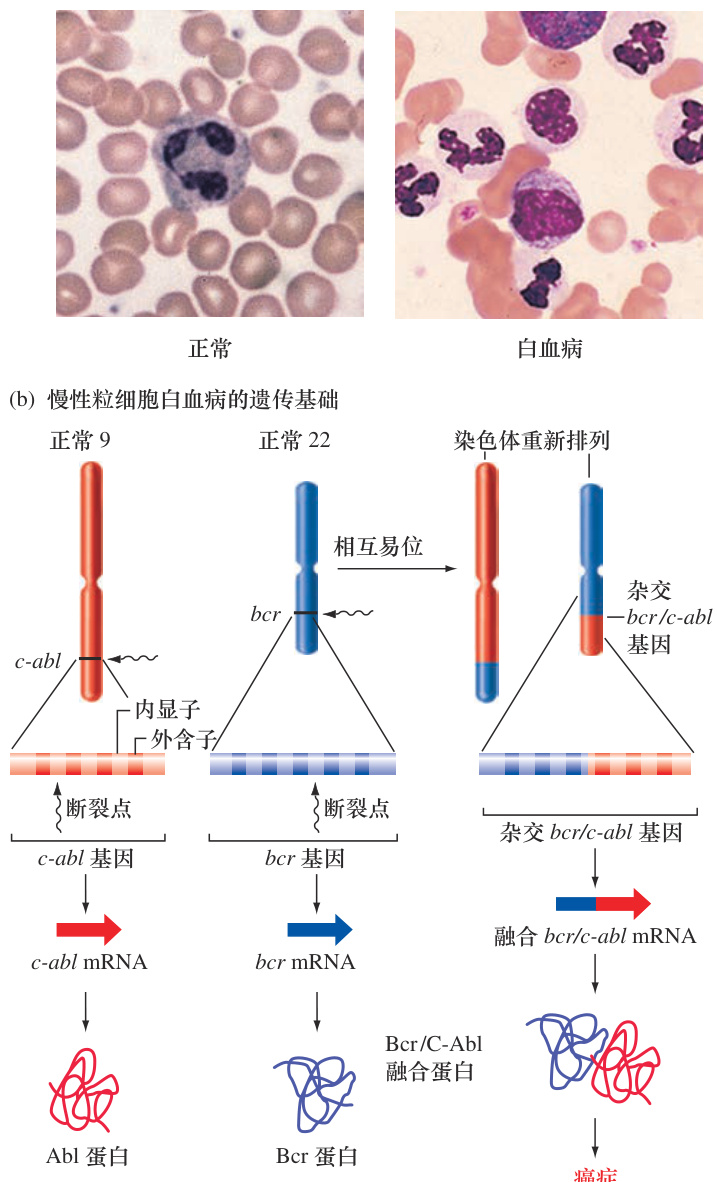 正常
白血病
(b) 慢性粒细胞白血病的遗传基础
正常 9
正常 22
染色体重新排列
相互易位
杂交
bcr/c-abl
基因
bcr
c-abl
内显子
外含子
断裂点
断裂点
c-abl 基因
bcr 基因
杂交 bcr/c-abl 基因
c-abl mRNA
bcr mRNA
融合 bcr/c-abl mRNA
Bcr/C-Abl
融合蛋白
Abl 蛋白
Bcr 蛋白
癌症